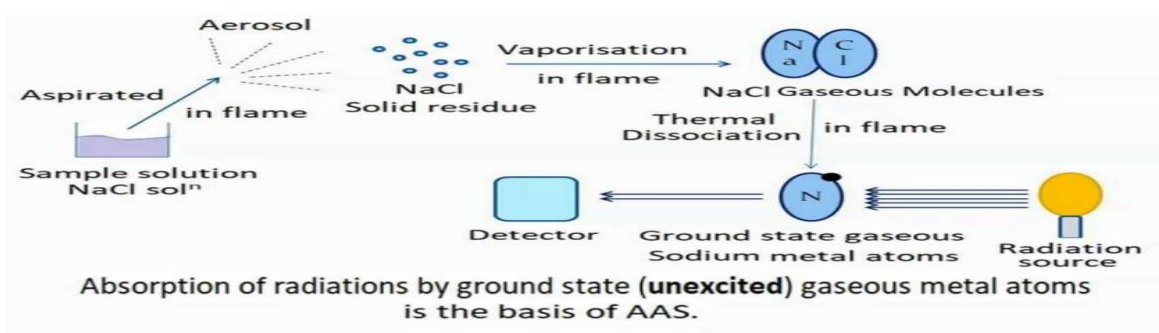 Aerosol
Aspirated
in flame
Sample solution
NaCl solⁿ
NaCl
Solid residue
Vaporisation
in flame
N
a
C
l
NaCl Gaseous Molecules
Thermal
Dissociation
in flame
N
Detector
Ground state gaseous
Sodium metal atoms
Radiation
source
Absorption of radiations by ground state (unexcited) gaseous metal atoms
is the basis of AAS.